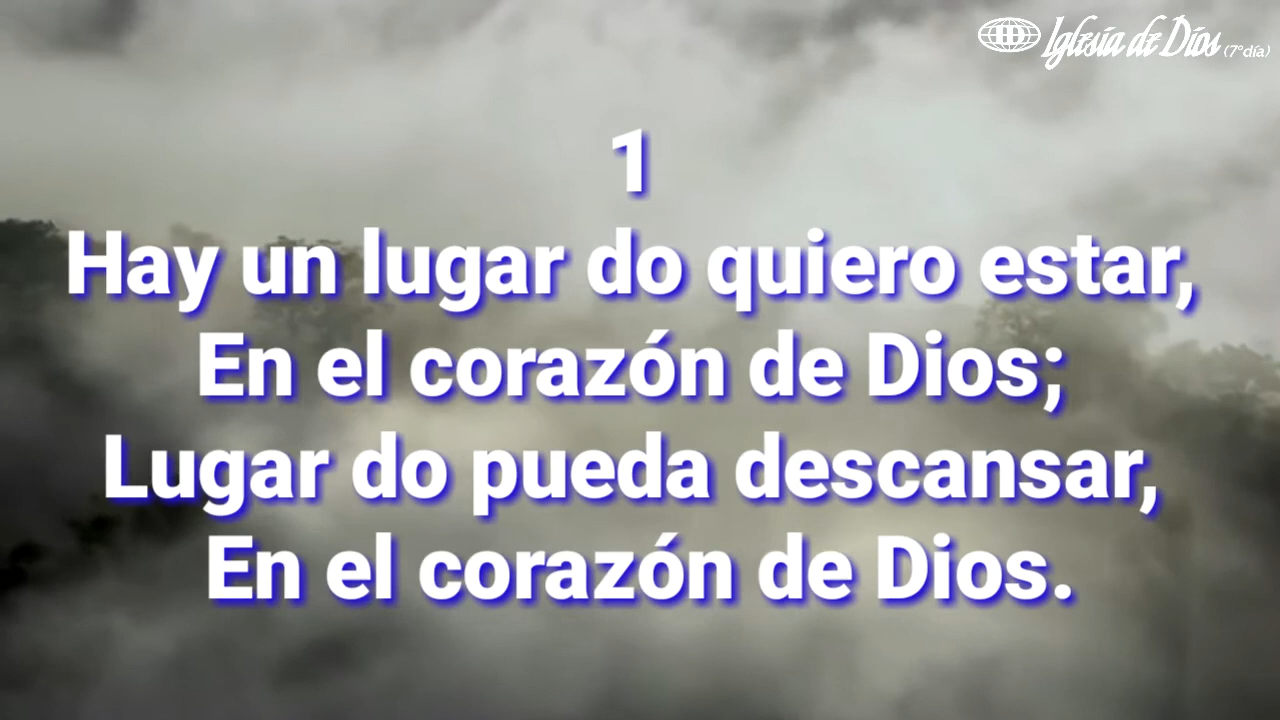 Iglesia de Dios (7° día)
1
Hay un lugar do quiero estar,
En el corazón de Dios;
Lugar do pueda descansar,
En el corazón de Dios.